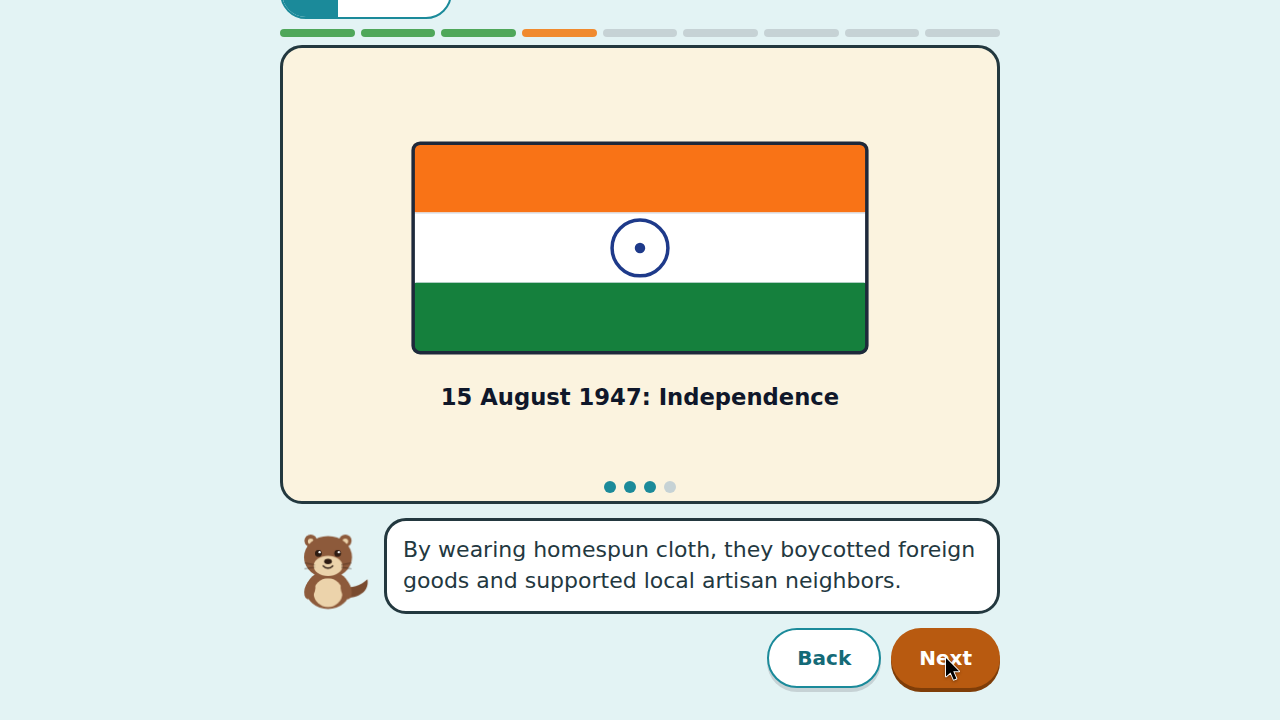 15 August 1947: Independence
By wearing homespun cloth, they boycotted foreign
goods and supported local artisan neighbors.
Back
Next